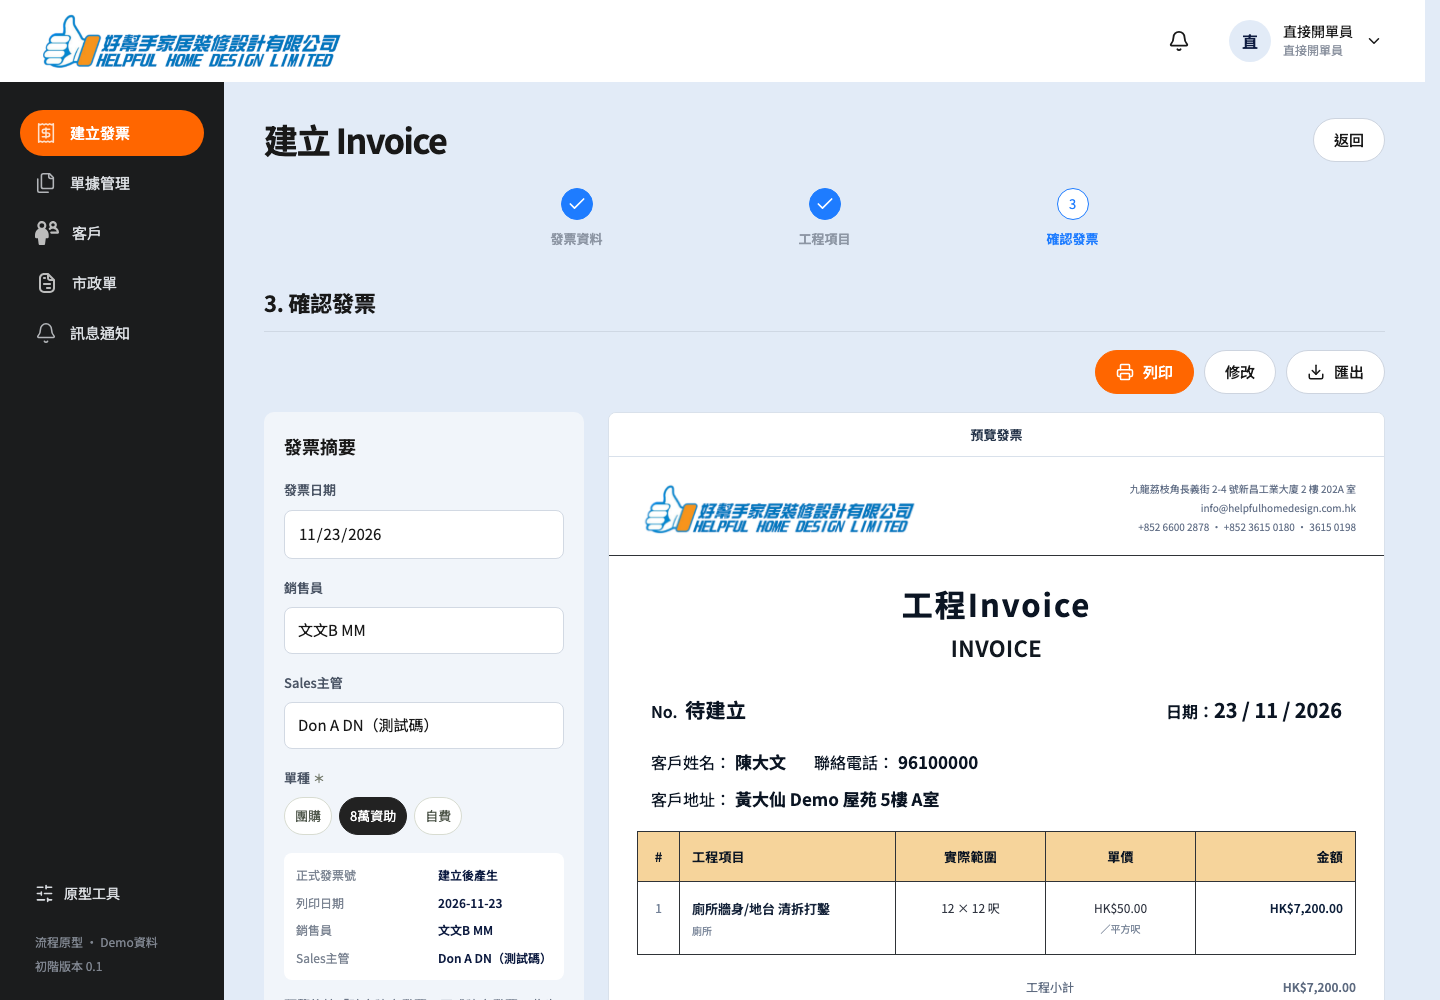 好幫手家居裝修設計有限公司
HELPFUL HOME DESIGN LIMITED
直
直接開單員
直接開單員
建立發票
單據管理
客戶
市政單
訊息通知
原型工具
流程原型 · Demo資料
初階版本 0.1
建立 Invoice
返回
發票資料
工程項目
3
確認發票
3. 確認發票
列印
修改
匯出
發票摘要
發票日期
11/23/2026
銷售員
文文B MM
Sales主管
Don A DN（測試碼）
單種 *
團購
8萬資助
自費
正式發票號 建立後產生
列印日期 2026-11-23
銷售員 文文B MM
Sales主管 Don A DN（測試碼）
預覽發票
好幫手家居裝修設計有限公司
HELPFUL HOME DESIGN LIMITED
九龍荔枝角長義街 2-4 號新昌工業大廈 2 樓 202A 室
info@helpfulhomedesign.com.hk
+852 6600 2878 · +852 3615 0180 · 3615 0198
工程Invoice
INVOICE
No. 待建立
日期：23 / 11 / 2026
客戶姓名： 陳大文 聯絡電話： 96100000
客戶地址： 黃大仙 Demo 屋苑 5樓 A室
# 工程項目 實際範圍 單價 金額
1 廁所牆身/地台 清拆打鑿 12 × 12 呎 HK$50.00 HK$7,200.00
廁所 ／平方呎
工程小計 HK$7,200.00